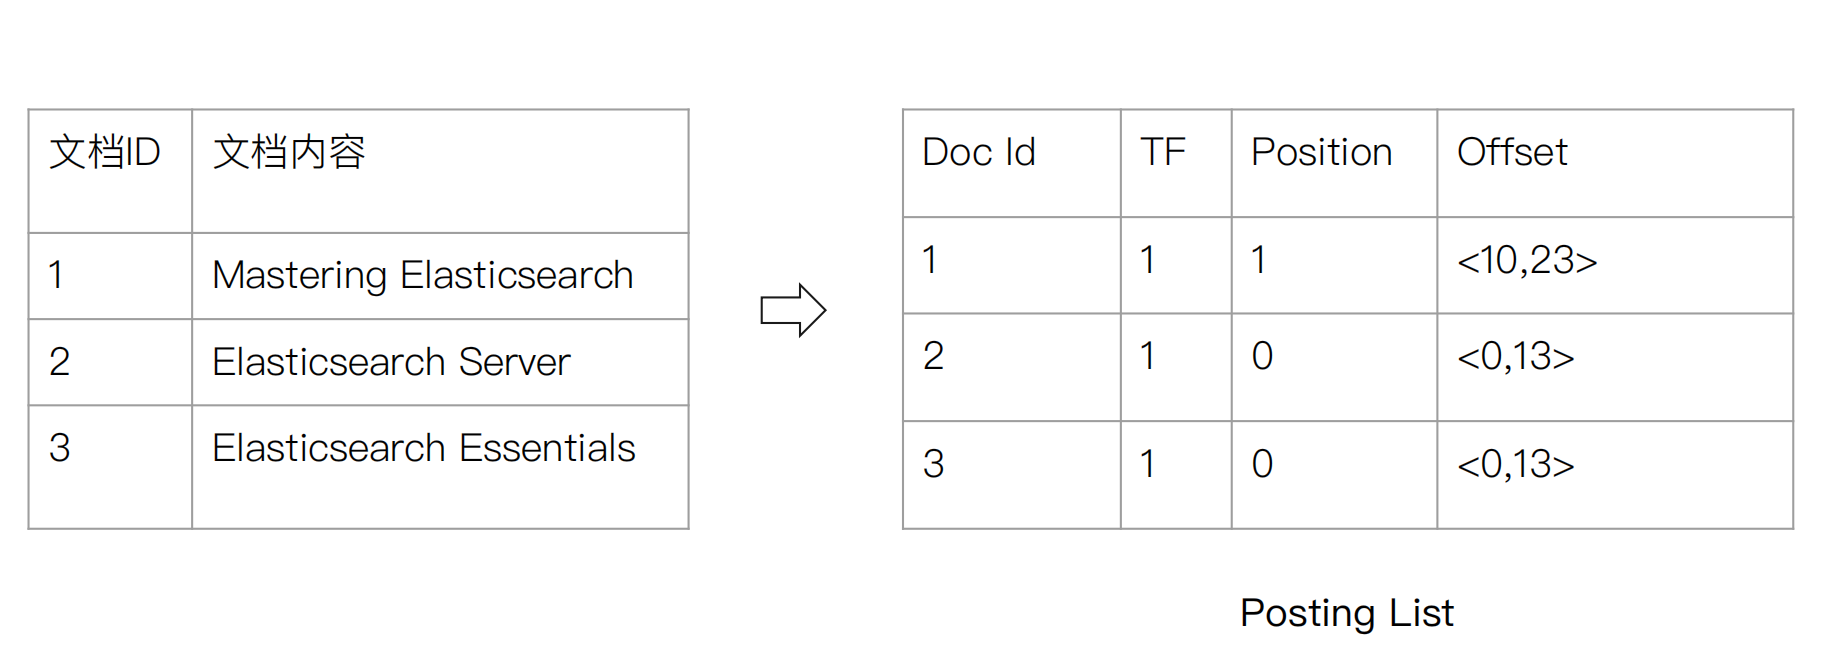 文档ID 文档内容
1 Mastering Elasticsearch
2 Elasticsearch Server
3 Elasticsearch Essentials
Doc Id TF Position Offset
1 1 1 <10,23>
2 1 0 <0,13>
3 1 0 <0,13>
Posting List